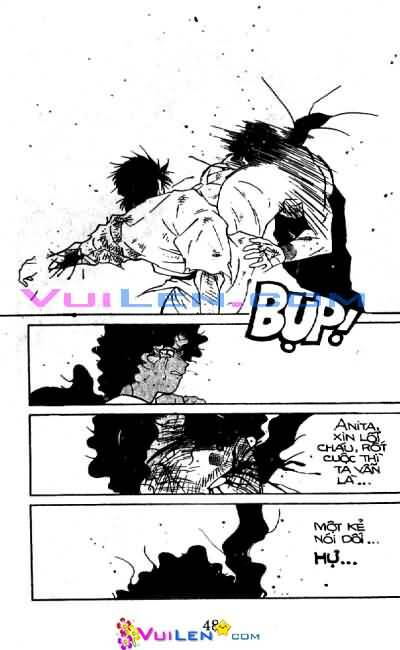 VuiLen.com
BỤP!
ANITA,
XIN LỖI
CHÁU, RỐT
CUỘC THÌ
TA VẪN
LÀ...
MỘT KẺ
NÓI DỐI...
HỰ...
48
VuiLen.com